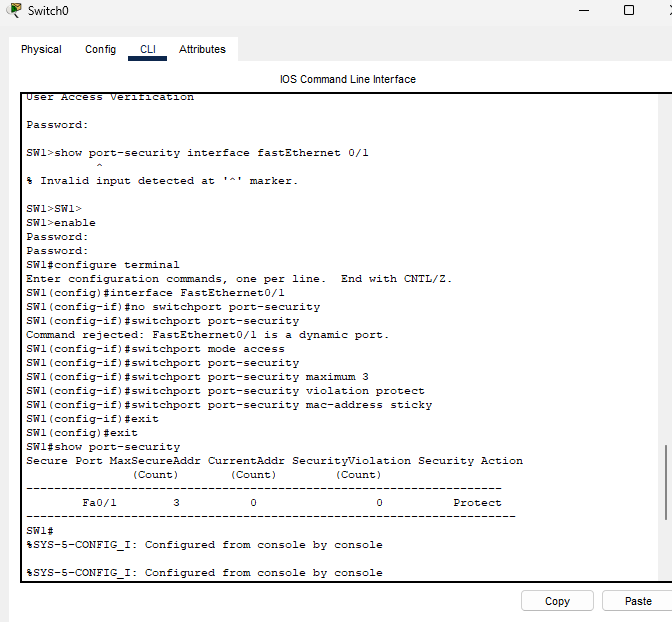 Switch0
Physical Config CLI Attributes
IOS Command Line Interface
User Access Verification
Password:
SW1>show port-security interface fastEthernet 0/1
^
% Invalid input detected at '^' marker.
SW1>SW1>
SW1>enable
Password:
Password:
SW1#configure terminal
Enter configuration commands, one per line. End with CNTL/Z.
SW1(config)#interface FastEthernet0/1
SW1(config-if)#no switchport port-security
SW1(config-if)#switchport port-security
Command rejected: FastEthernet0/1 is a dynamic port.
SW1(config-if)#switchport mode access
SW1(config-if)#switchport port-security
SW1(config-if)#switchport port-security maximum 3
SW1(config-if)#switchport port-security violation protect
SW1(config-if)#switchport port-security mac-address sticky
SW1(config-if)#exit
SW1(config)#exit
SW1#show port-security
Secure Port MaxSecureAddr CurrentAddr SecurityViolation Security Action
(Count) (Count) (Count)
--------------------------------------------------------------------
Fa0/1 3 0 0 Protect
----------------------------------------------------------------------
SW1#
%SYS-5-CONFIG_I: Configured from console by console
%SYS-5-CONFIG_I: Configured from console by console
Copy Paste